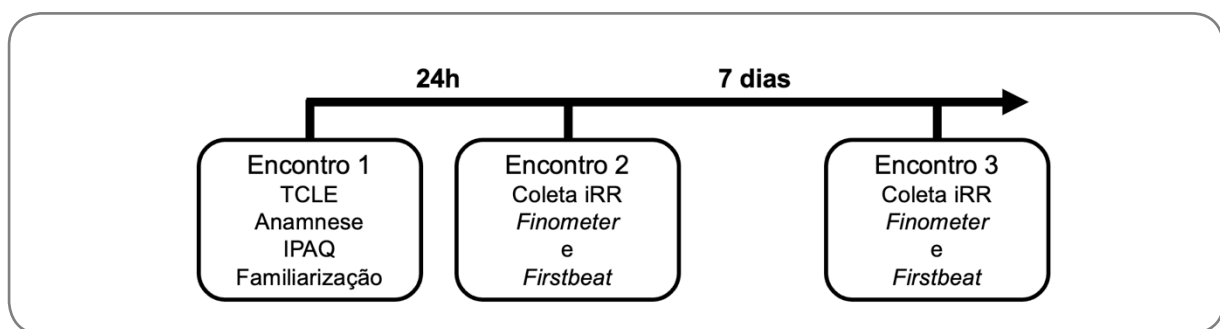 24h
7 dias
Encontro 1
TCLE
Anamnese
IPAQ
Familiarização
Encontro 2
Coleta iRR
Finometer
e
Firstbeat
Encontro 3
Coleta iRR
Finometer
e
Firstbeat